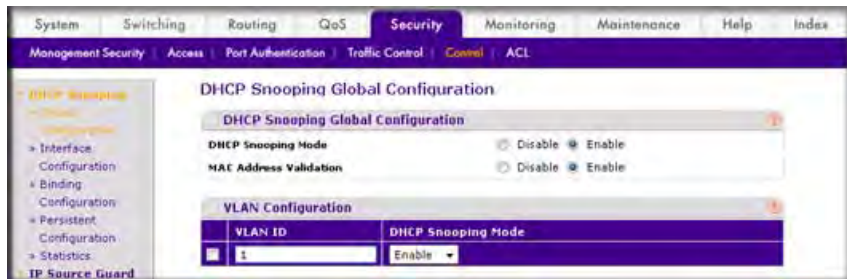 System Switching Routing QoS Security Monitoring Maintenance Help Index
Management Security Access Port Authentication Traffic Control Control ACL
DHCP Snooping
DHCP Snooping Global Configuration
DHCP Snooping Global Configuration
DHCP Snooping Mode Disable Enable
MAC Address Validation Disable Enable
» Interface
Configuration
» Binding
Configuration
» Persistent
Configuration
» Statistics
IP Source Guard
VLAN Configuration
VLAN ID DHCP Snooping Mode
1 Enable